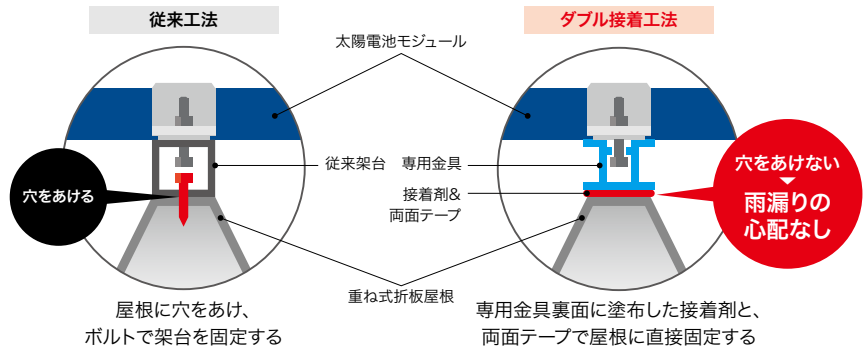 従来工法
ダブル接着工法
太陽電池モジュール
従来架台
専用金具
穴をあける
接着剤&
両面テープ
穴をあけない
雨漏りの
心配なし
重ね式折板屋根
屋根に穴をあけ、
ボルトで架台を固定する
専用金具裏面に塗布した接着剤と、
両面テープで屋根に直接固定する